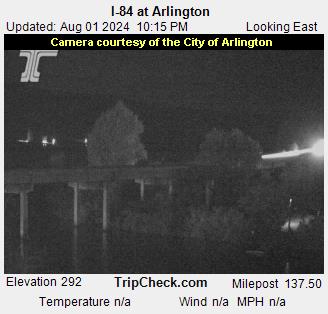 I-84 at Arlington
Updated: Aug 01 2024 10:15 PM Looking East
Camera courtesy of the City of Arlington
Elevation 292 TripCheck.com Milepost 137.50
Temperature n/a Wind n/a MPH n/a